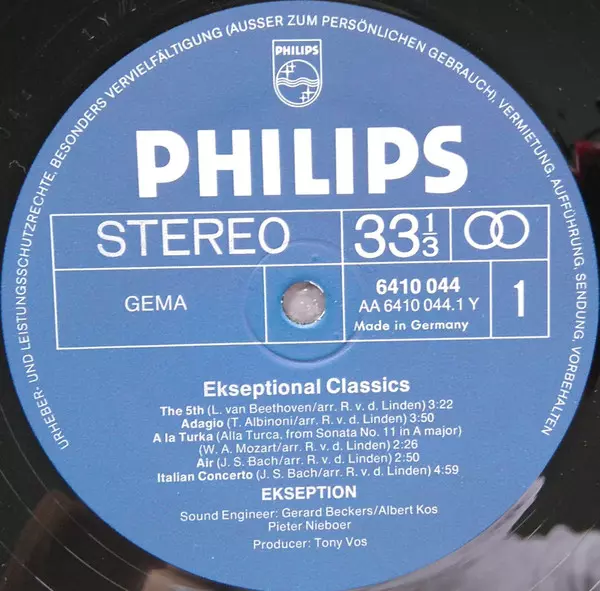 URHEBER- UND LEISTUNGSSCHUTZRECHTE, BESONDERS VERVIELFÄLTIGUNG (AUSSER ZUM PERSÖNLICHEN GEBRAUCH), VERMIETUNG, AUFFÜHRUNG, SENDUNG, VORBEHALTEN
PHILIPS
PHILIPS
STEREO
33 1/3
GEMA
6410 044
AA 6410 044.1 Y
Made in Germany
1
Ekseptional Classics
The 5th (L. van Beethoven/arr. R. v. d. Linden) 3:22
Adagio (T. Albinoni/arr. R. v. d. Linden) 3:50
A la Turka (Alla Turca, from Sonata No. 11 in A major)
(W. A. Mozart/arr. R. v. d. Linden) 2:26
Air (J. S. Bach/arr. R. v. d. Linden) 2:50
Italian Concerto (J. S. Bach/arr. R. v. d. Linden) 4:59
EKSEPTION
Sound Engineer: Gerard Beckers/Albert Kos
Pieter Nieboer
Producer: Tony Vos